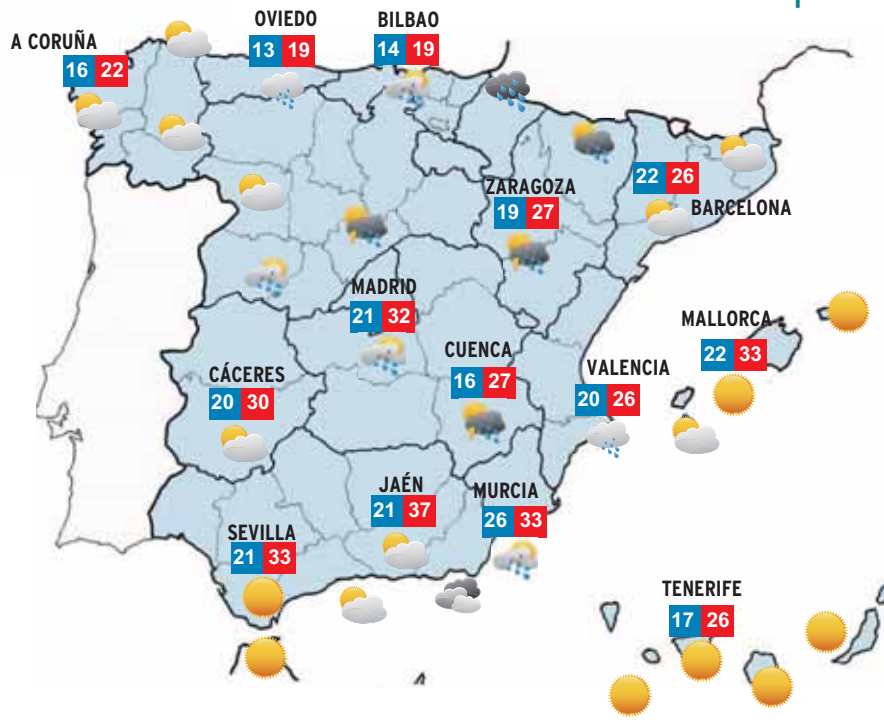 OVIEDO
13 19
BILBAO
14 19
A CORUÑA
16 22
ZARAGOZA
19 27
22 26
BARCELONA
MADRID
21 32
MALLORCA
22 33
CUENCA
16 27
VALENCIA
20 26
CÁCERES
20 30
JAÉN
21 37
MURCIA
26 33
SEVILLA
21 33
TENERIFE
17 26